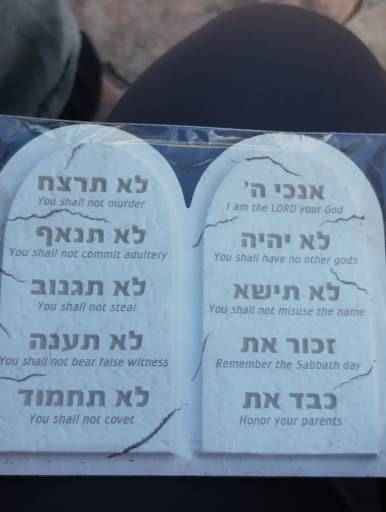 אנכי ה'
I am the LORD your God
לא יהיה
You shall have no other gods
לא תישא
You shall not misuse the name
זכור את
Remember the Sabbath day
כבד את
Honor your parents
לא תרצח
You shall not murder
לא תנאף
You shall not commit adultery
לא תגנוב
You shall not steal
לא תענה
You shall not bear false witness
לא תחמוד
You shall not covet